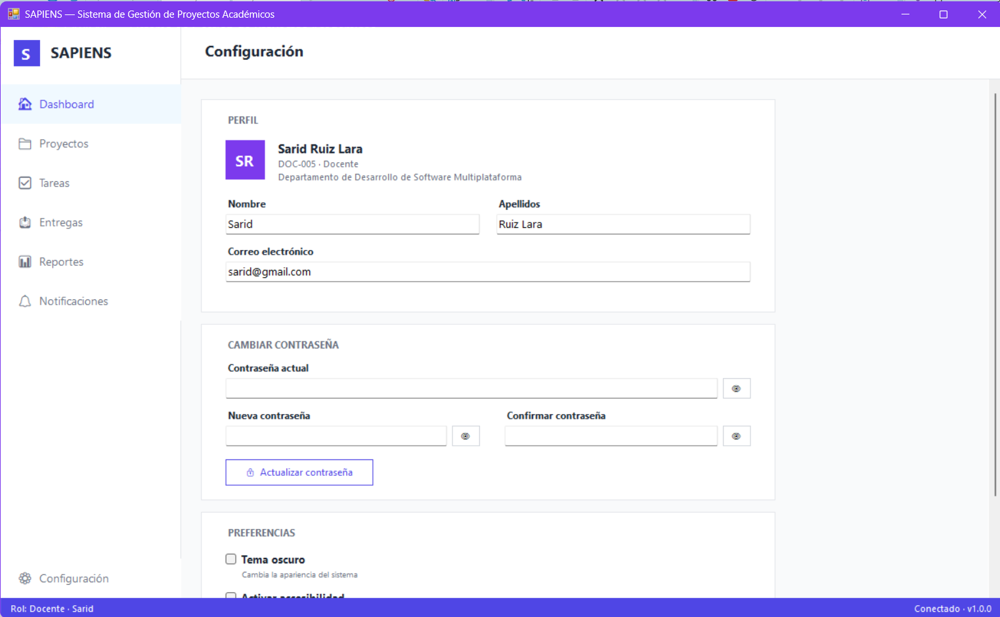 SAPIENS — Sistema de Gestión de Proyectos Académicos
S SAPIENS
Configuración
Dashboard
Proyectos
Tareas
Entregas
Reportes
Notificaciones
Configuración
PERFIL
SR
Sarid Ruiz Lara
DOC-005 · Docente
Departamento de Desarrollo de Software Multiplataforma
Nombre
Sarid
Apellidos
Ruiz Lara
Correo electrónico
sarid@gmail.com
CAMBIAR CONTRASEÑA
Contraseña actual
Nueva contraseña
Confirmar contraseña
Actualizar contraseña
PREFERENCIAS
Tema oscuro
Cambia la apariencia del sistema
Activar accesibilidad
Rol: Docente · Sarid
Conectado · v1.0.0